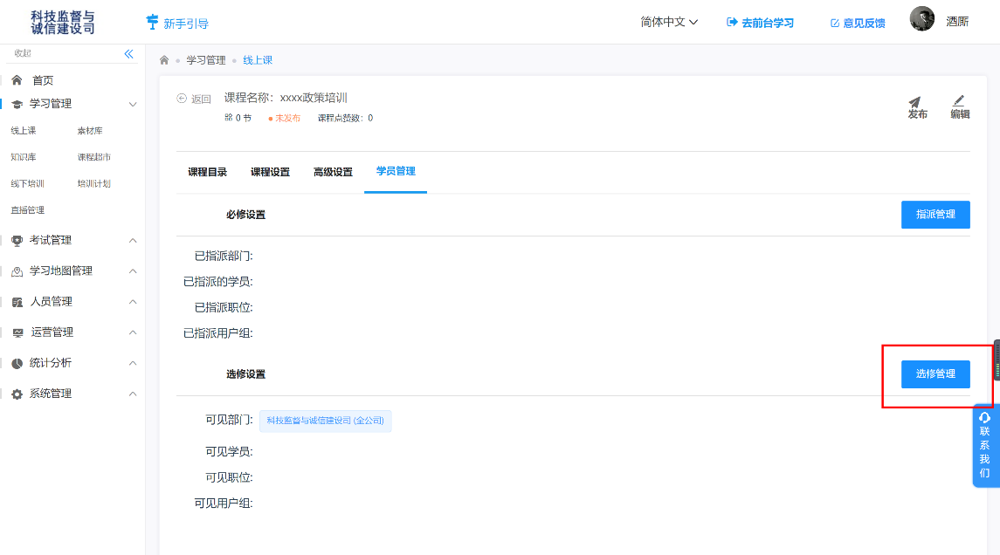 科技监督与
诚信建设司
新手引导
简体中文
去前台学习
意见反馈
酒厮
收起
首页
学习管理
线上课 素材库
知识库 课程超市
线下培训 培训计划
直播管理
考试管理
学习地图管理
人员管理
运营管理
统计分析
系统管理
学习管理 线上课
返回 课程名称：xxxx政策培训
0 节 未发布 课程点赞数：0
发布 编辑
课程目录 课程设置 高级设置 学员管理
必修设置 指派管理
已指派部门:
已指派的学员:
已指派职位:
已指派用户组:
选修设置 选修管理
可见部门: 科技监督与诚信建设司 (全公司)
可见学员:
可见职位:
可见用户组:
联系我们